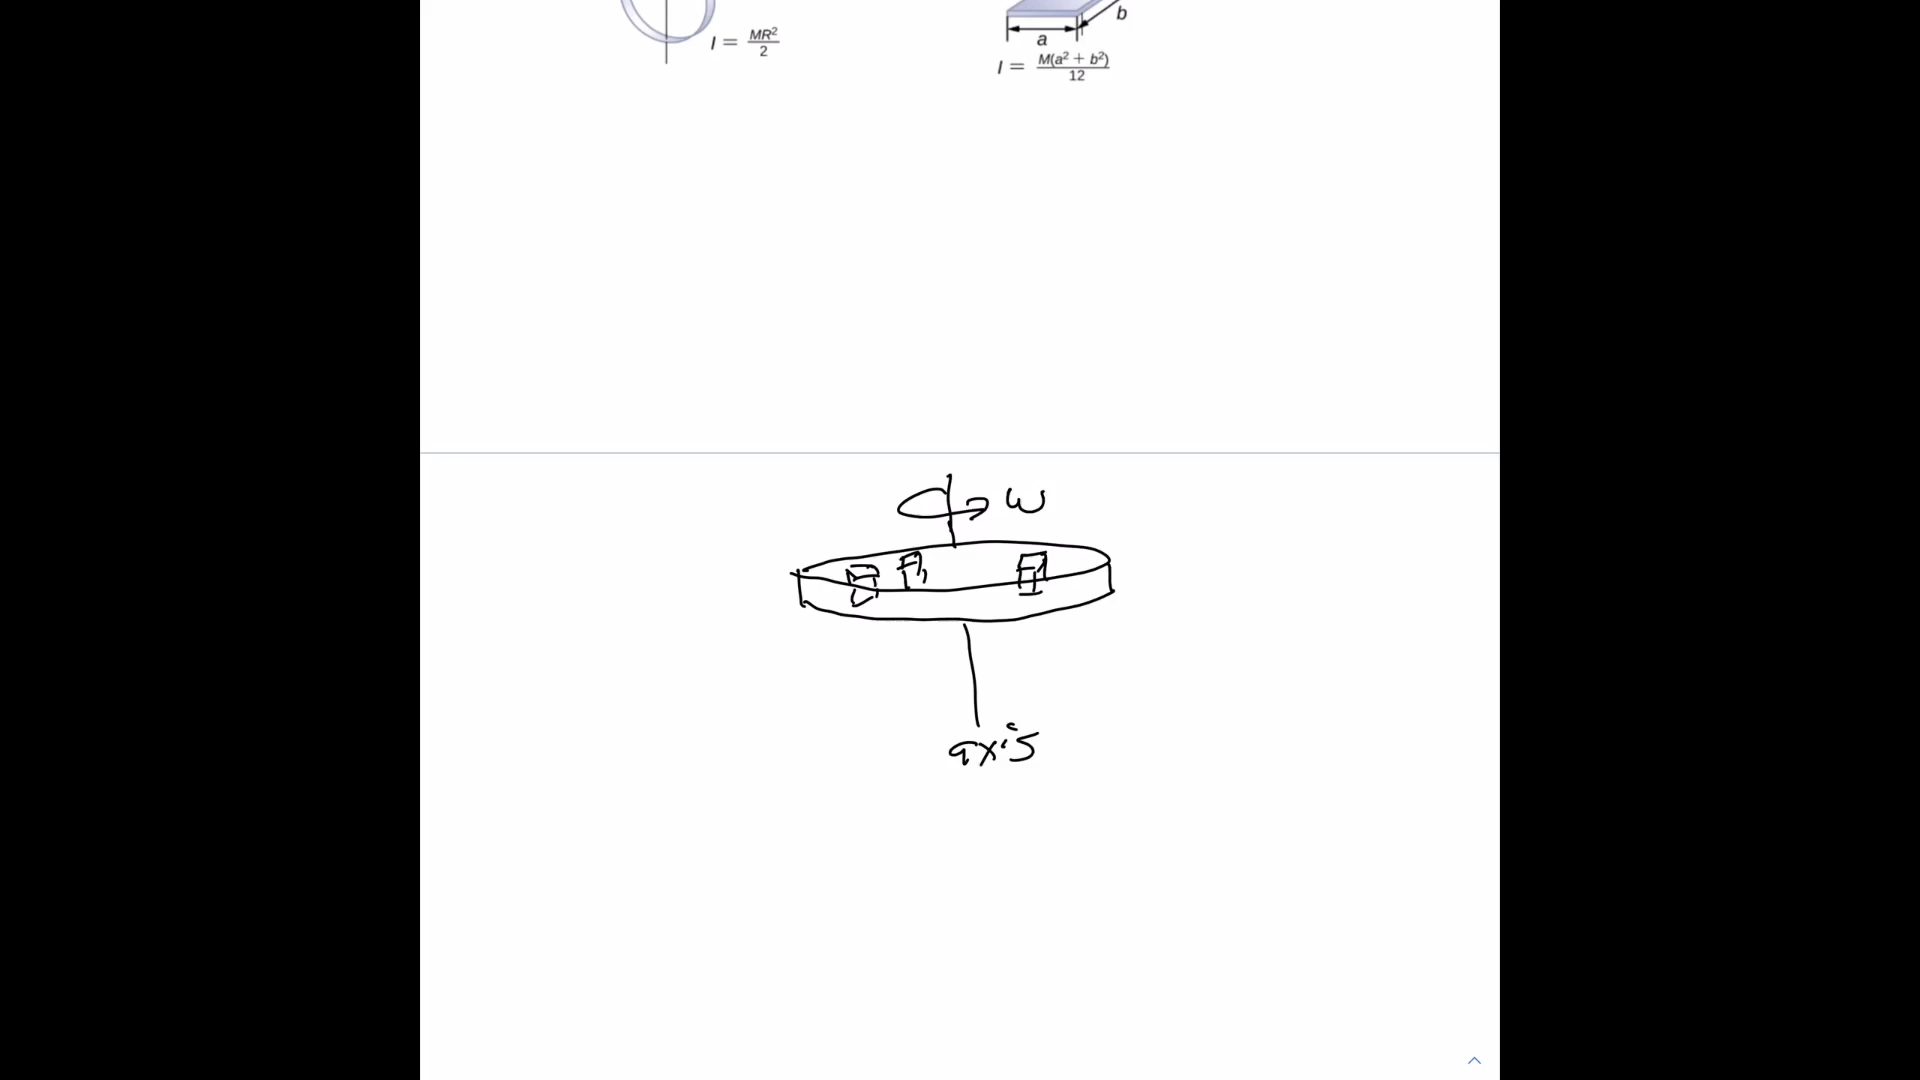 b
a
I = MR²/2
I = M(a² + b²)/12
ω
axis